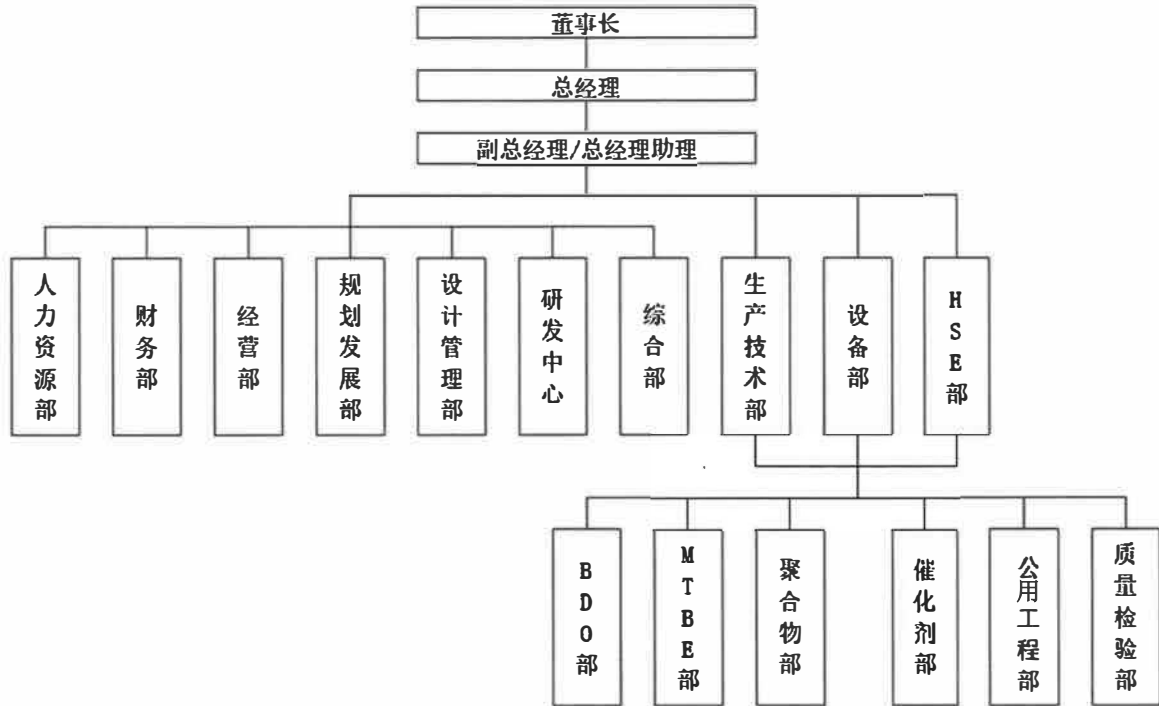 董事长
总经理
副总经理/总经理助理
人力资源部
财务部
经营部
规划发展部
设计管理部
研发中心
综合部
生产技术部
设备部
HSE部
BDO部
MTBE部
聚合物部
催化剂部
公用工程部
质量检验部